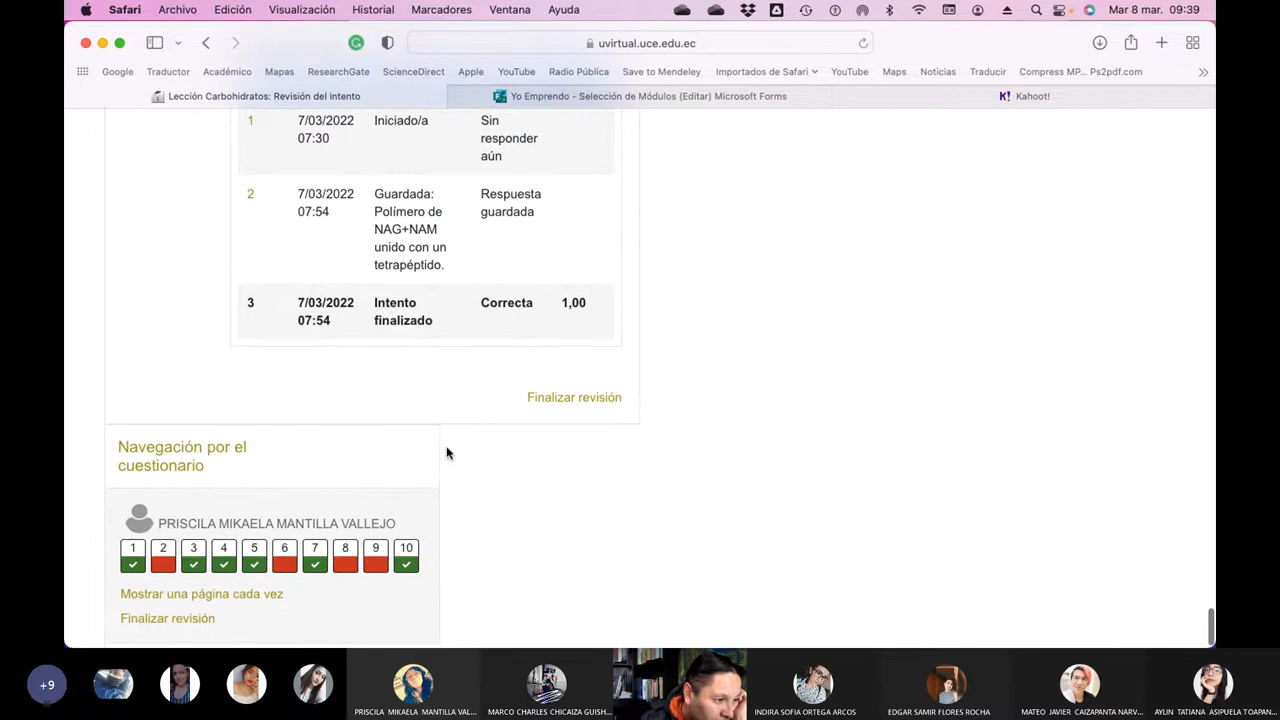 Safari Archivo Edición Visualización Historial Marcadores Ventana Ayuda Mar 8 mar. 09:39
uvirtual.uce.edu.ec
Google Traductor Académico Mapas ResearchGate ScienceDirect Apple YouTube Radio Pública Save to Mendeley Importados de Safari YouTube Maps Noticias Traducir Compress MP... Ps2pdf.com
Lección Carbohidratos: Revisión del intento
Yo Emprendo - Selección de Módulos (Editar) Microsoft Forms
K! Kahoot!
1 7/03/2022 Iniciado/a Sin
07:30 responder
aún
2 7/03/2022 Guardada: Respuesta
07:54 Polímero de guardada
NAG+NAM
unido con un
tetrapéptido.
3 7/03/2022 Intento Correcta 1,00
07:54 finalizado
Finalizar revisión
Navegación por el
cuestionario
PRISCILA MIKAELA MANTILLA VALLEJO
1 2 3 4 5 6 7 8 9 10
Mostrar una página cada vez
Finalizar revisión
+9
PRISCILA MIKAELA MANTILLA VAL...
MARCO CHARLES CHICAIZA GUISH...
INDIRA SOFIA ORTEGA ARCOS
EDGAR SAMIR FLORES ROCHA
MATEO JAVIER CAIZAPANTA NARV...
AYLIN TATIANA ASIPUELA TOAPAN...